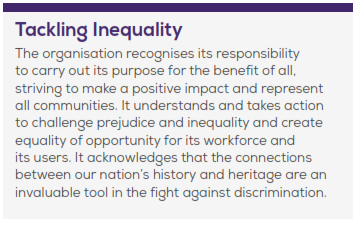 Tackling Inequality
The organisation recognises its responsibility
to carry out its purpose for the benefit of all,
striving to make a positive impact and represent
all communities. It understands and takes action
to challenge prejudice and inequality and create
equality of opportunity for its workforce and
its users. It acknowledges that the connections
between our nation's history and heritage are an
invaluable tool in the fight against discrimination.